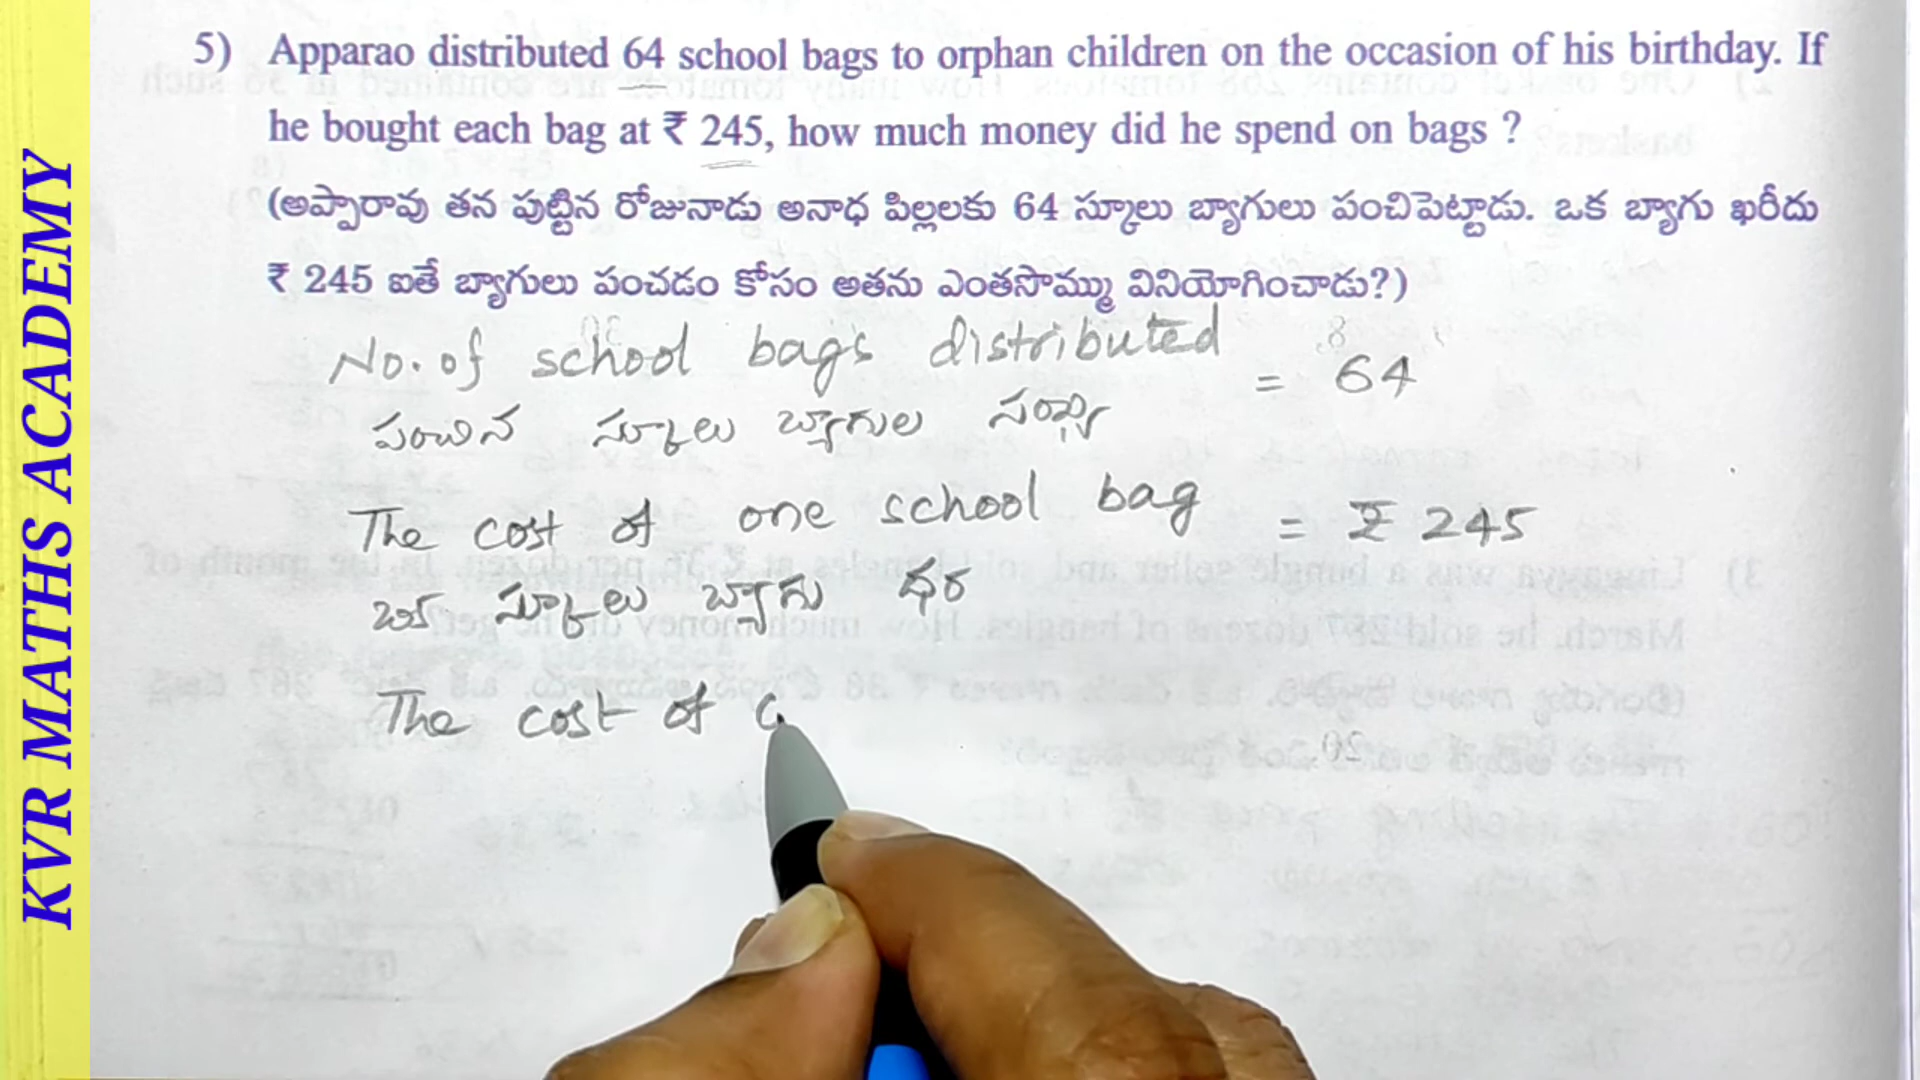 KVR MATHS ACADEMY
5) Apparao distributed 64 school bags to orphan children on the occasion of his birthday. If
he bought each bag at ₹ 245, how much money did he spend on bags ?
(అప్పారావు తన పుట్టిన రోజునాడు అనాధ పిల్లలకు 64 స్కూలు బ్యాగులు పంచిపెట్టాడు. ఒక బ్యాగు ఖరీదు
₹ 245 ఐతే బ్యాగులు పంచడం కోసం అతను ఎంతసొమ్ము వినియోగించాడు?)
No. of school bags distributed = 64
పంచిన స్కూలు బ్యాగుల సంఖ్య
The cost of one school bag = ₹ 245
ఒక స్కూలు బ్యాగు ధర
The cost of